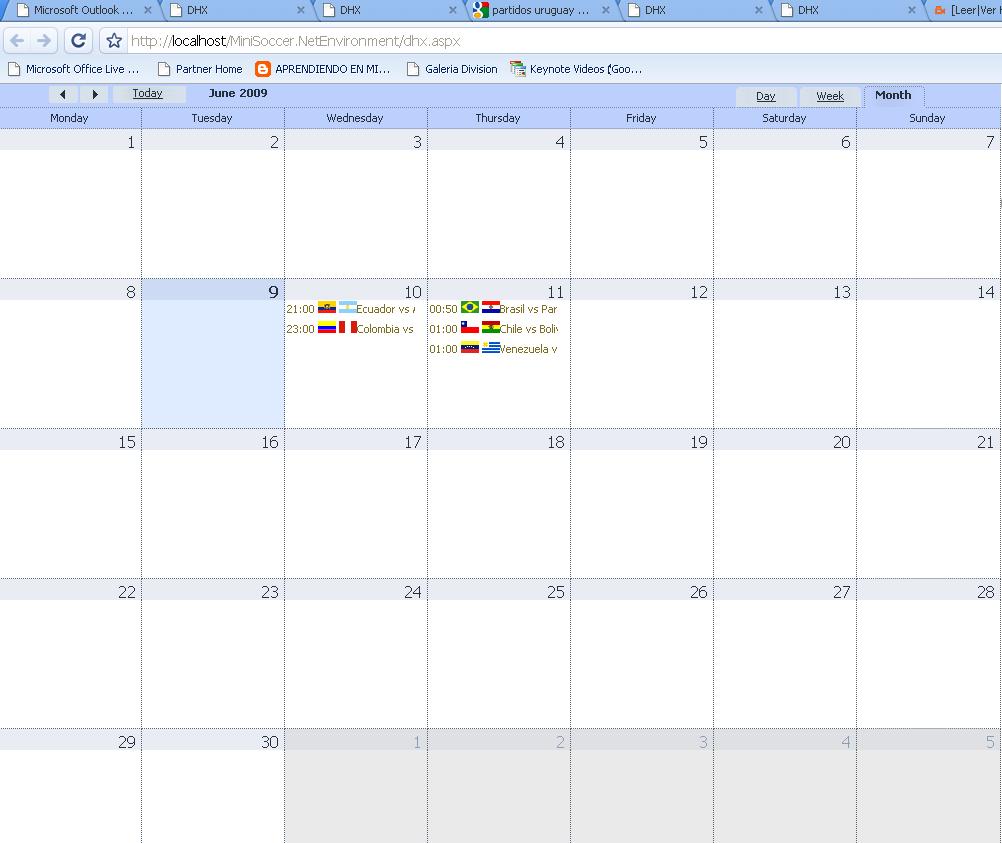 Microsoft Outlook ... DHX DHX partidos uruguay ... DHX DHX [Leer|Ver
http://localhost/MiniSoccer.NetEnvironment/dhx.aspx
Microsoft Office Live ... Partner Home APRENDIENDO EN MI... Galeria Division Keynote Videos ('Goo...
Today June 2009 Day Week Month
Monday Tuesday Wednesday Thursday Friday Saturday Sunday
1 2 3 4 5 6 7
8 9 10 11 12 13 14
21:00 Ecuador vs 00:50 Brasil vs Par
23:00 Colombia vs 01:00 Chile vs Boliv
01:00 Venezuela v
15 16 17 18 19 20 21
22 23 24 25 26 27 28
29 30 1 2 3 4 5